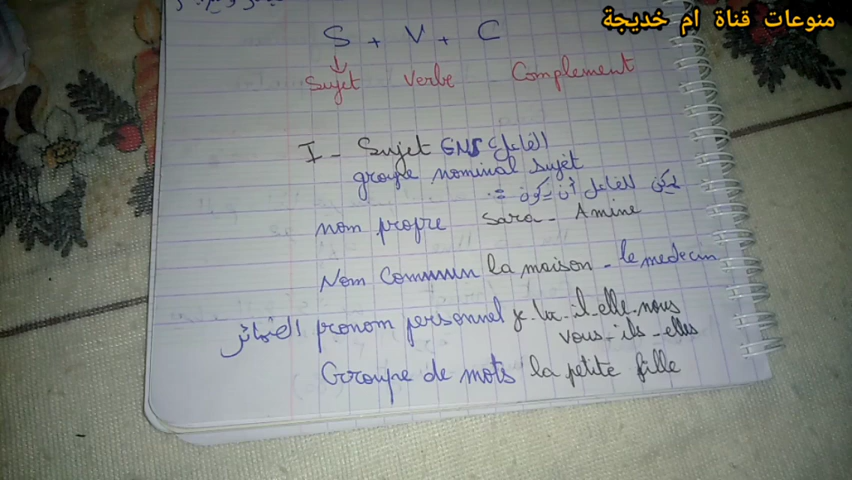 منوعات قناة ام خديجة
S + V + C
Sujet verbe Complement
I - Sujet GNS الفاعل
groupe nominal sujet
يمكن للفاعل أن يكون :
nom propre Sara - Amine
Nom Commun la maison - le medecin
الضمائر pronom personnel je - tu - il - elle - nous
vous - ils - elles
Groupe de mots la petite fille